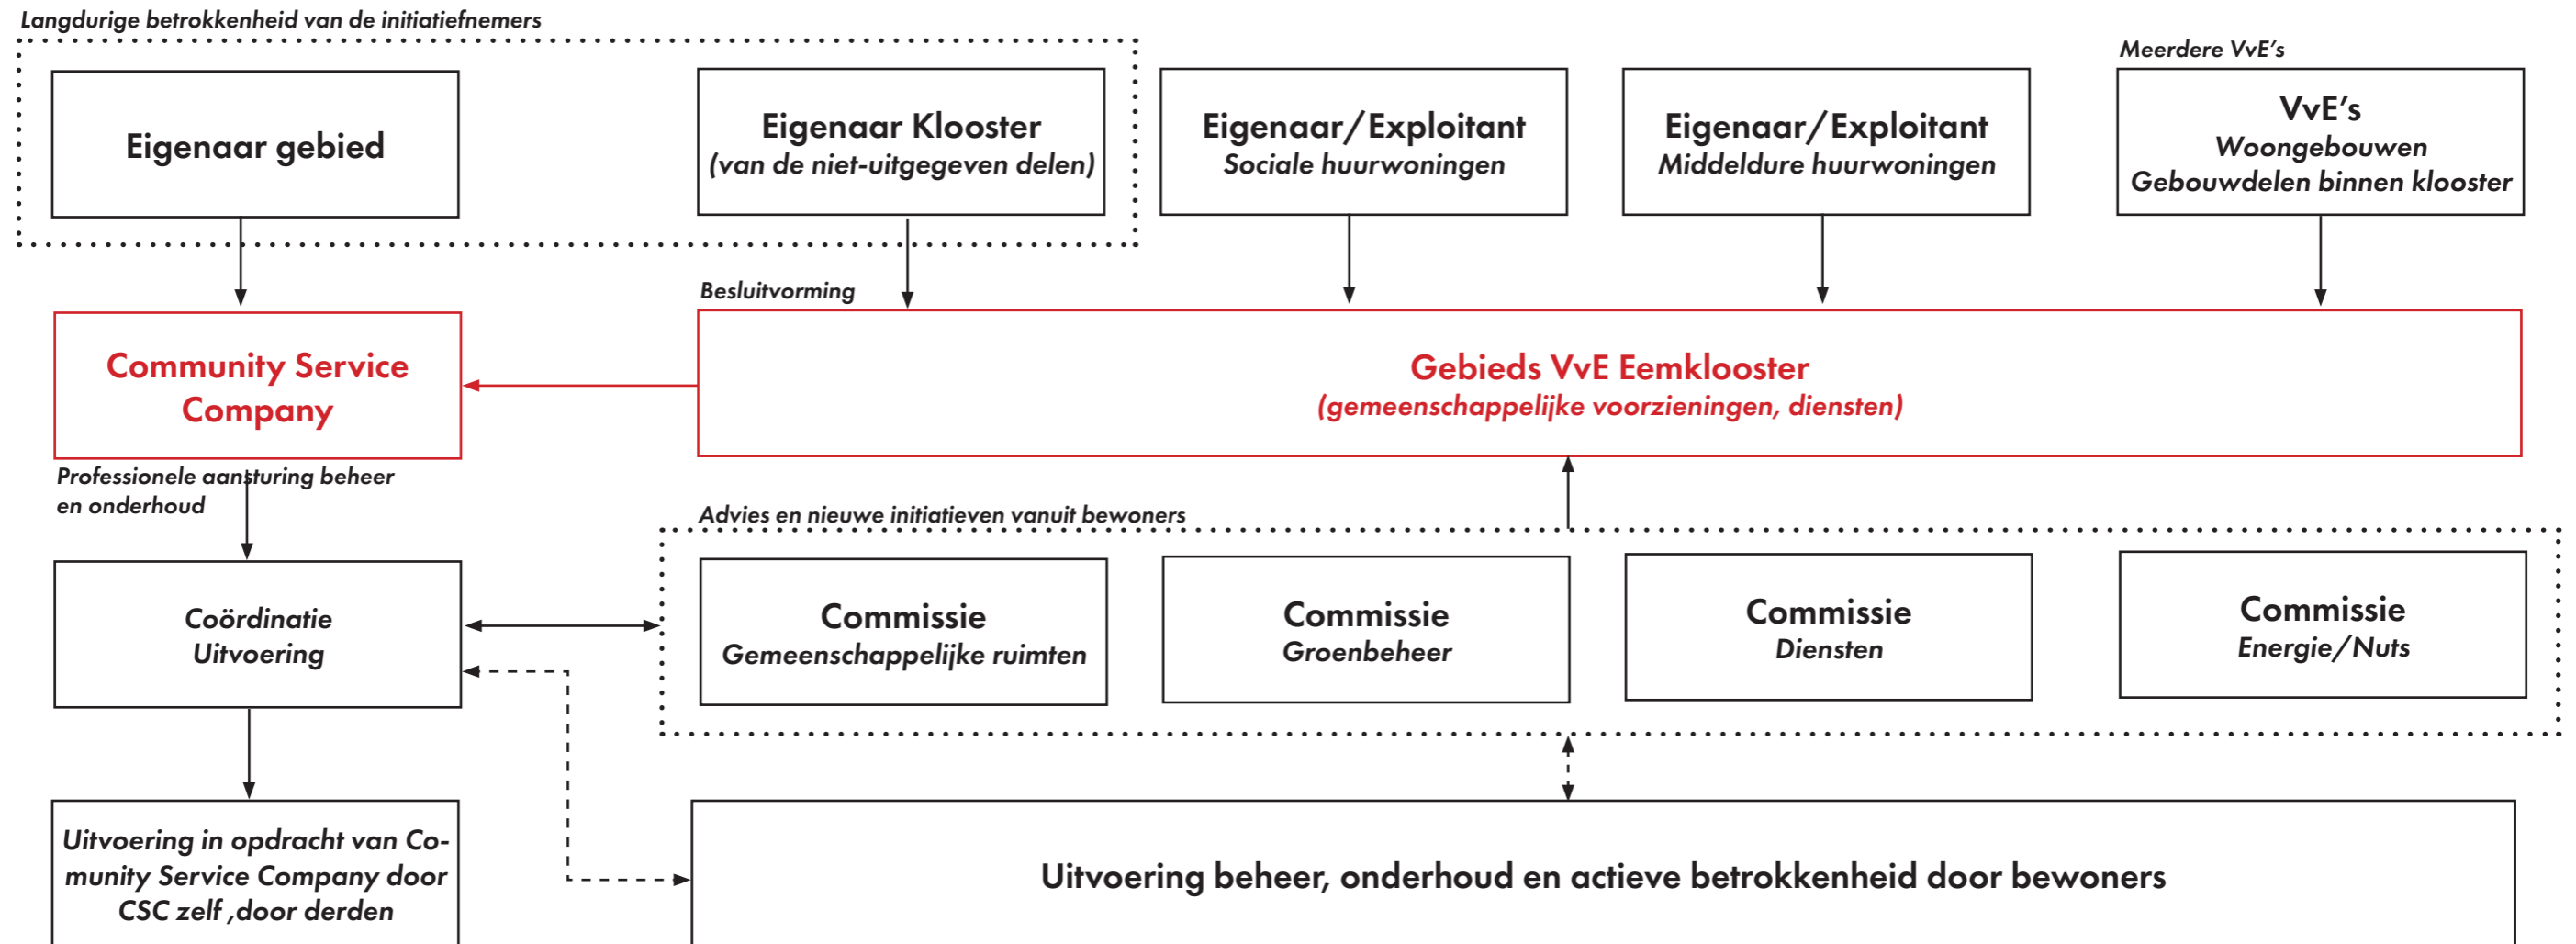 Langdurige betrokkenheid van de initiatiefnemers
Meerdere VvE's
Eigenaar gebied
Eigenaar Klooster
(van de niet-uitgegeven delen)
Eigenaar/Exploitant
Sociale huurwoningen
Eigenaar/Exploitant
Middeldure huurwoningen
VvE's
Woongebouwen
Gebouwdelen binnen klooster
Besluitvorming
Community Service
Company
Gebieds VvE Eemklooster
(gemeenschappelijke voorzieningen, diensten)
Professionele aansturing beheer
en onderhoud
Advies en nieuwe initiatieven vanuit bewoners
Coördinatie
Uitvoering
Commissie
Gemeenschappelijke ruimten
Commissie
Groenbeheer
Commissie
Diensten
Commissie
Energie/Nuts
Uitvoering in opdracht van Co-
munity Service Company door
CSC zelf ,door derden
Uitvoering beheer, onderhoud en actieve betrokkenheid door bewoners